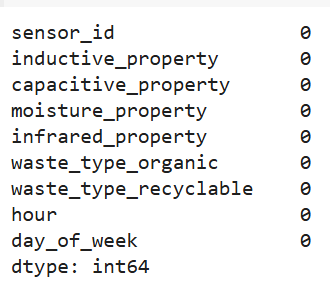 sensor_id 0
inductive_property 0
capacitive_property 0
moisture_property 0
infrared_property 0
waste_type_organic 0
waste_type_recyclable 0
hour 0
day_of_week 0
dtype: int64